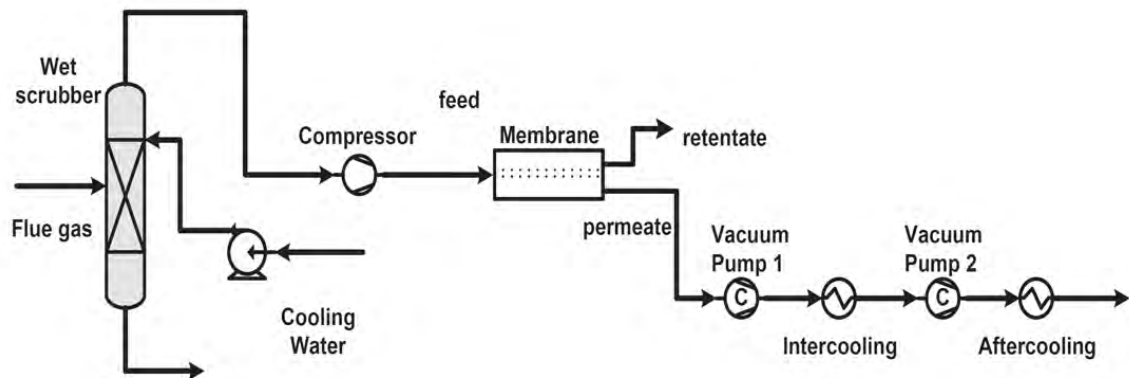 Wet
scrubber
Flue gas
Cooling
Water
Compressor
feed
Membrane
retentate
permeate
Vacuum
Pump 1
C
Intercooling
Vacuum
Pump 2
C
Aftercooling